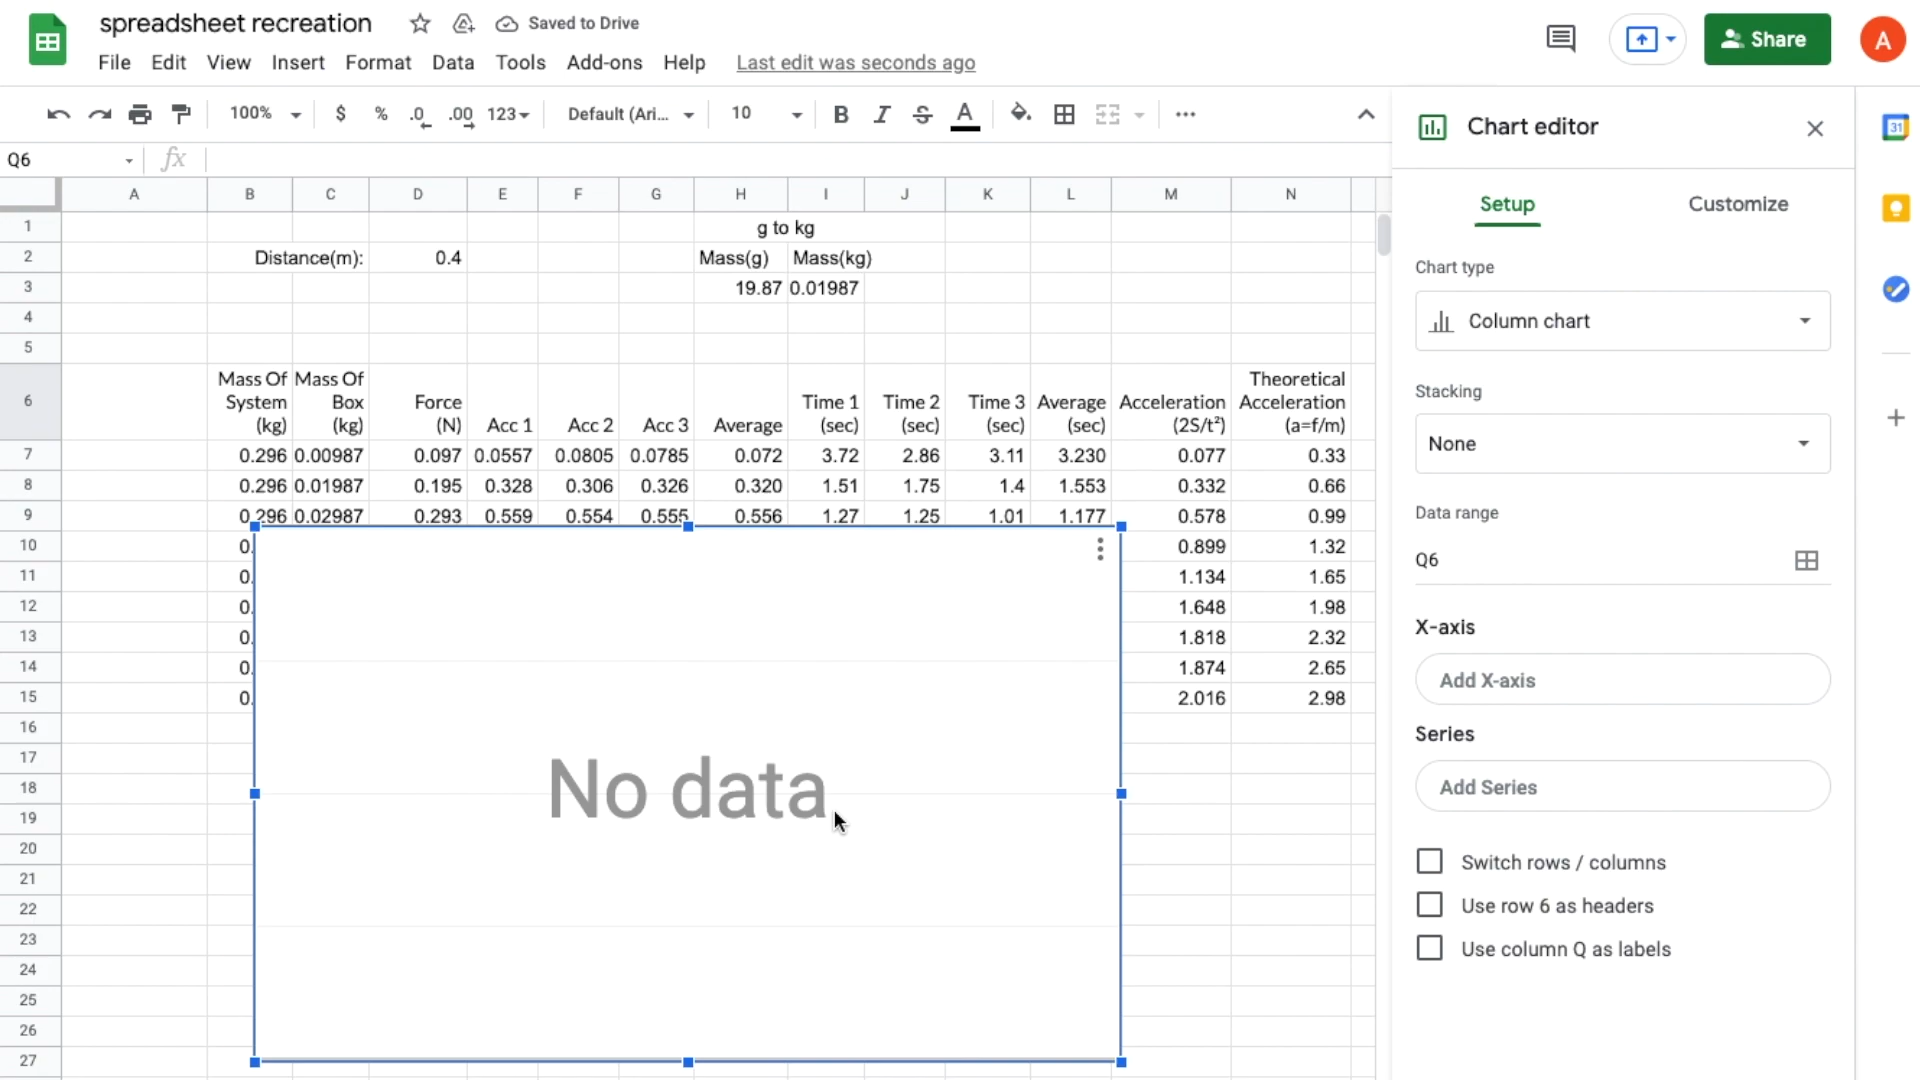 spreadsheet recreation
Saved to Drive
File Edit View Insert Format Data Tools Add-ons Help Last edit was seconds ago
Share
A
100% $ % .0 .00 123 Default (Ari... 10 B I S A
Q6 fx
A B C D E F G H I J K L M N
1 g to kg
2 Distance(m): 0.4 Mass(g) Mass(kg)
3 19.87 0.01987
4
5
6 Mass Of System (kg) Mass Of Box (kg) Force (N) Acc 1 Acc 2 Acc 3 Average Time 1 (sec) Time 2 (sec) Time 3 (sec) Average (sec) Acceleration (2S/t²) Theoretical Acceleration (a=f/m)
7 0.296 0.00987 0.097 0.0557 0.0805 0.0785 0.072 3.72 2.86 3.11 3.230 0.077 0.33
8 0.296 0.01987 0.195 0.328 0.306 0.326 0.320 1.51 1.75 1.4 1.553 0.332 0.66
9 0.296 0.02987 0.293 0.559 0.554 0.555 0.556 1.27 1.25 1.01 1.177 0.578 0.99
10 0. 0.899 1.32
11 0. 1.134 1.65
12 0. 1.648 1.98
13 0. 1.818 2.32
14 0. 1.874 2.65
15 0. 2.016 2.98
16
17
18
19
20
21
22
23
24
25
26
27
No data
Chart editor
Setup Customize
Chart type
Column chart
Stacking
None
Data range
Q6
X-axis
Add X-axis
Series
Add Series
Switch rows / columns
Use row 6 as headers
Use column Q as labels
31